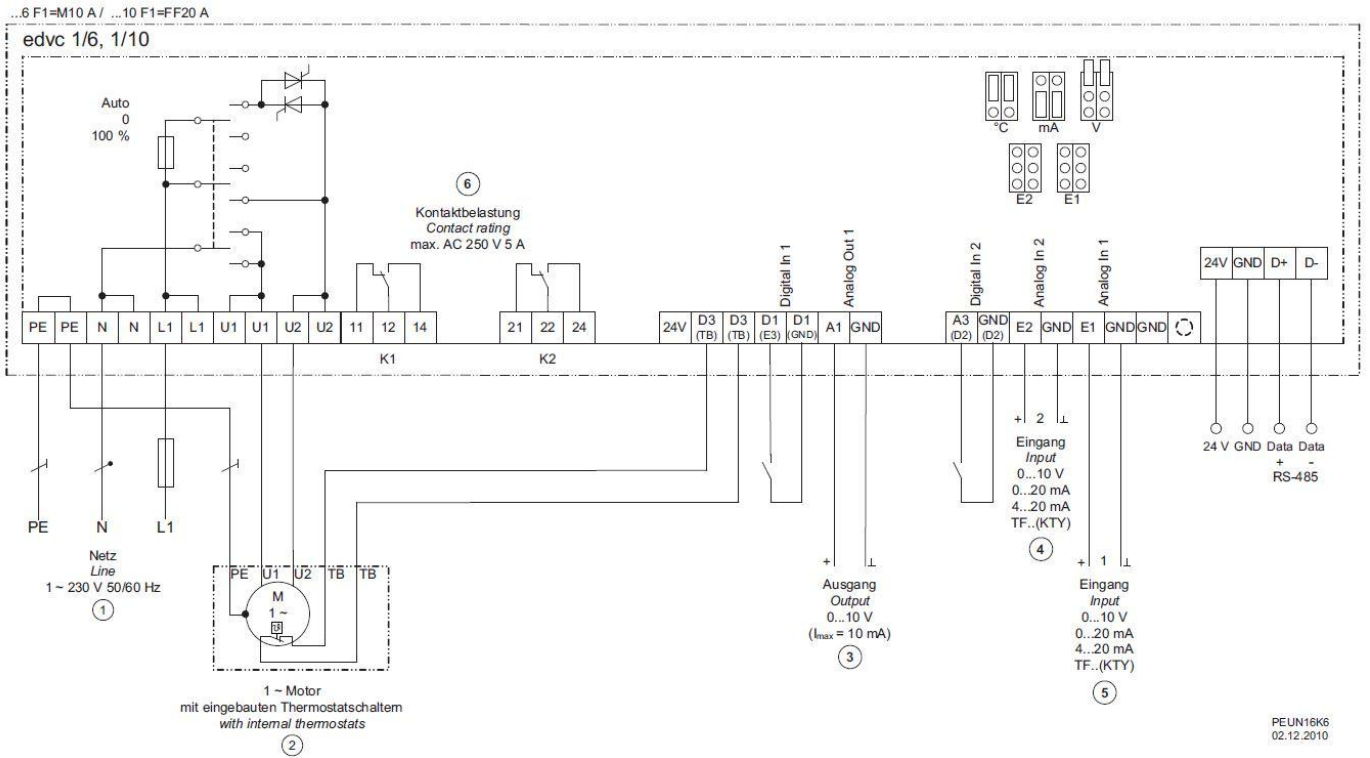 ...6 F1=M10 A / ...10 F1=FF20 A
edvc 1/6, 1/10
Auto
0
100 %
6
Kontaktbelastung
Contact rating
max. AC 250 V 5 A
°C mA V
E2 E1
Digital In 1
Analog Out 1
Digital In 2
Analog In 2
Analog In 1
24V GND D+ D-
PE PE N N L1 L1 U1 U1 U2 U2 11 12 14
K1
21 22 24
K2
24V D3 (TB) D3 (TB) D1 (E3) D1 (GND) A1 GND
A3 (D2) GND (D2) E2 GND E1 GND GND
24 V GND Data + Data -
RS-485
PE N L1
Netz
Line
1 ~ 230 V 50/60 Hz
1
PE U1 U2 TB TB
M
1 ~
1 ~ Motor
mit eingebauten Thermostatschaltern
with internal thermostats
2
+ ⊥
Ausgang
Output
0...10 V
(Imax = 10 mA)
3
+ 2 ⊥
Eingang
Input
0...10 V
0...20 mA
4...20 mA
TF..(KTY)
4
+ 1 ⊥
Eingang
Input
0...10 V
0...20 mA
4...20 mA
TF..(KTY)
5
PEUN16K6
02.12.2010